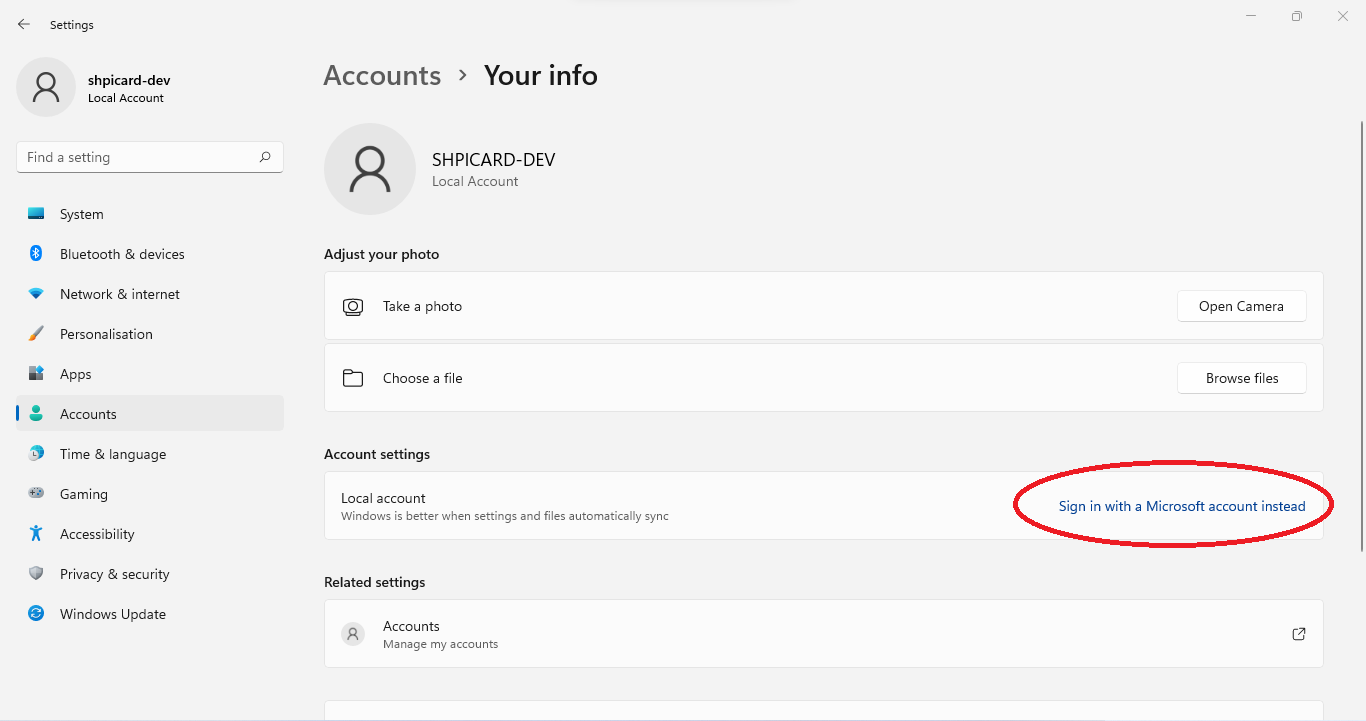 Settings
shpicard-dev
Local Account
Find a setting
System
Bluetooth & devices
Network & internet
Personalisation
Apps
Accounts
Time & language
Gaming
Accessibility
Privacy & security
Windows Update
Accounts > Your info
SHPICARD-DEV
Local Account
Adjust your photo
Take a photo
Open Camera
Choose a file
Browse files
Account settings
Local account
Windows is better when settings and files automatically sync
Sign in with a Microsoft account instead
Related settings
Accounts
Manage my accounts